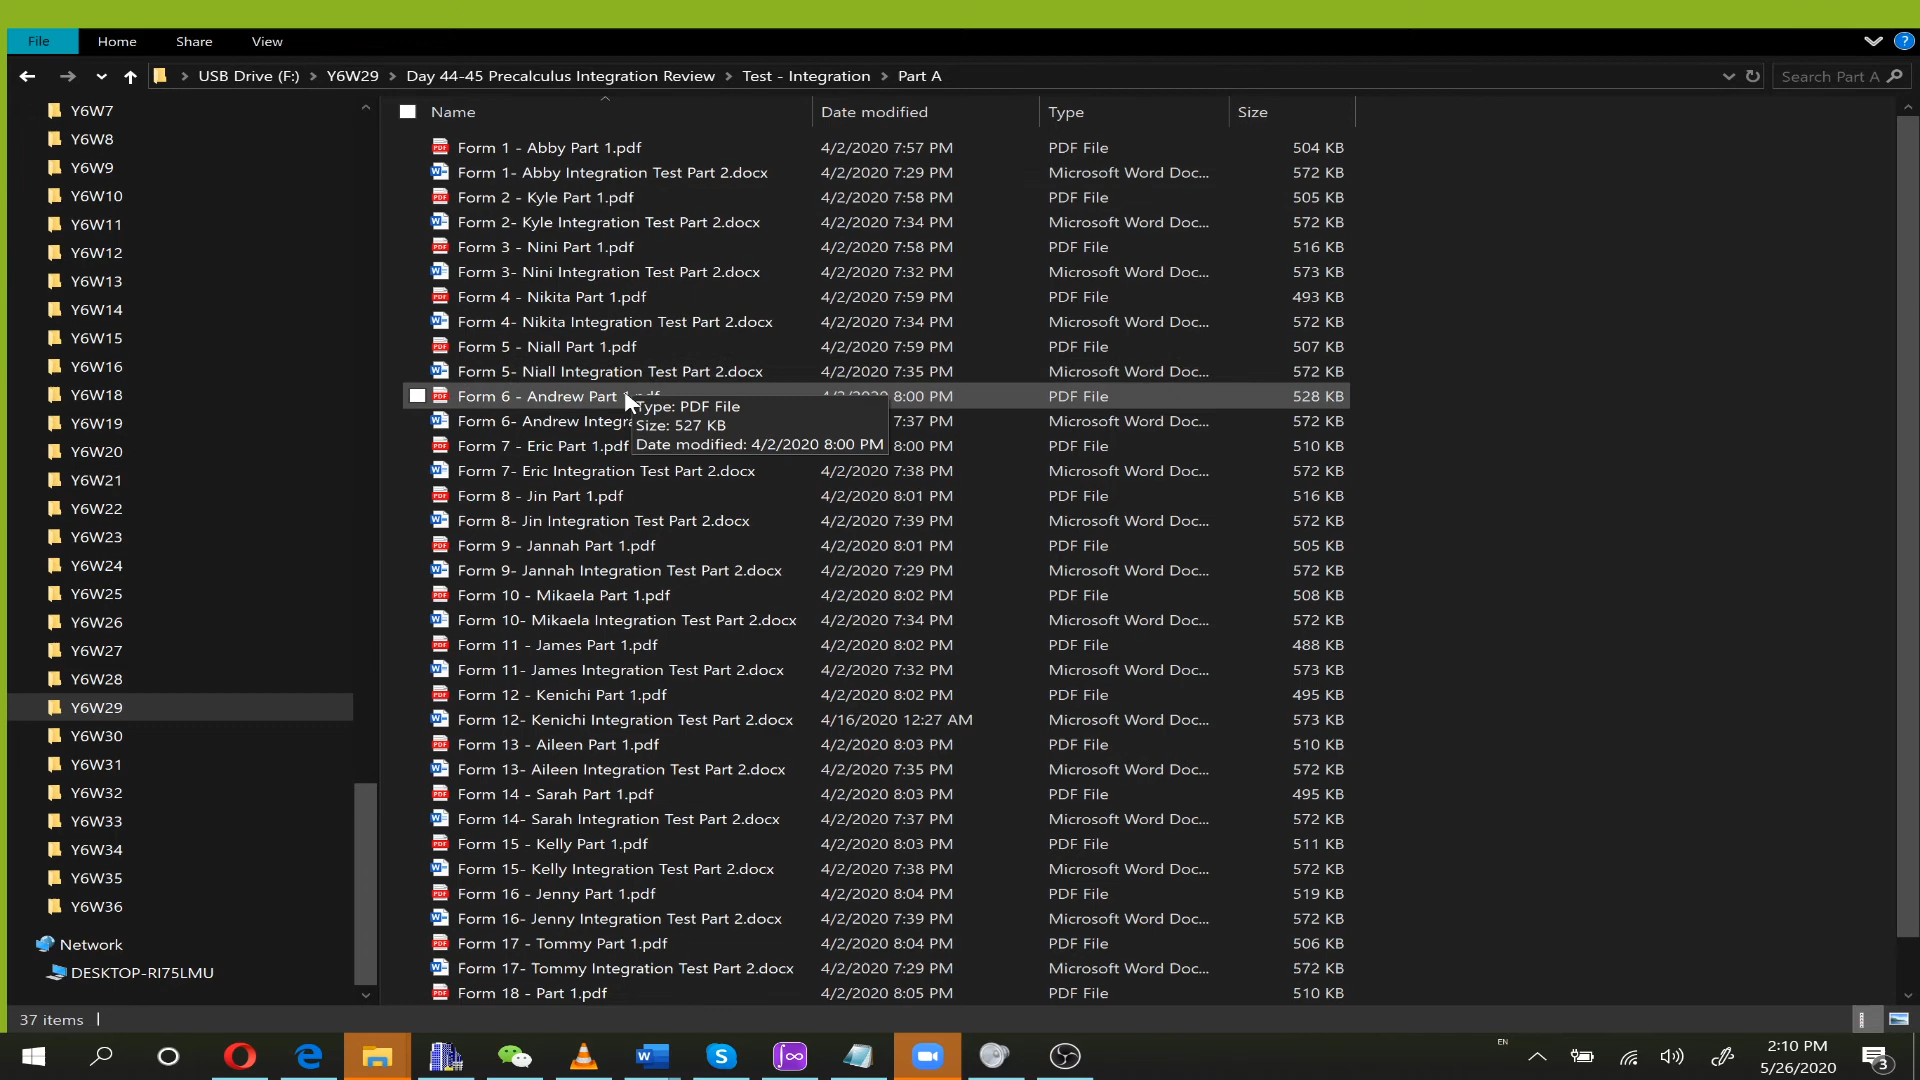 File Home Share View
USB Drive (F:) Y6W29 Day 44-45 Precalculus Integration Review Test - Integration Part A Search Part A
Y6W7
Y6W8
Y6W9
Y6W10
Y6W11
Y6W12
Y6W13
Y6W14
Y6W15
Y6W16
Y6W18
Y6W19
Y6W20
Y6W21
Y6W22
Y6W23
Y6W24
Y6W25
Y6W26
Y6W27
Y6W28
Y6W29
Y6W30
Y6W31
Y6W32
Y6W33
Y6W34
Y6W35
Y6W36
Network
DESKTOP-RI75LMU
Name Date modified Type Size
Form 1 - Abby Part 1.pdf 4/2/2020 7:57 PM PDF File 504 KB
Form 1- Abby Integration Test Part 2.docx 4/2/2020 7:29 PM Microsoft Word Doc... 572 KB
Form 2 - Kyle Part 1.pdf 4/2/2020 7:58 PM PDF File 505 KB
Form 2- Kyle Integration Test Part 2.docx 4/2/2020 7:34 PM Microsoft Word Doc... 572 KB
Form 3 - Nini Part 1.pdf 4/2/2020 7:58 PM PDF File 516 KB
Form 3- Nini Integration Test Part 2.docx 4/2/2020 7:32 PM Microsoft Word Doc... 573 KB
Form 4 - Nikita Part 1.pdf 4/2/2020 7:59 PM PDF File 493 KB
Form 4- Nikita Integration Test Part 2.docx 4/2/2020 7:34 PM Microsoft Word Doc... 572 KB
Form 5 - Niall Part 1.pdf 4/2/2020 7:59 PM PDF File 507 KB
Form 5- Niall Integration Test Part 2.docx 4/2/2020 7:35 PM Microsoft Word Doc... 572 KB
Form 6 - Andrew Part 8:00 PM PDF File 528 KB
Type: PDF File
Size: 527 KB
Date modified: 4/2/2020 8:00 PM
Form 6- Andrew Integra 7:37 PM Microsoft Word Doc... 572 KB
Form 7 - Eric Part 1.pdf 8:00 PM PDF File 510 KB
Form 7- Eric Integration Test Part 2.docx 4/2/2020 7:38 PM Microsoft Word Doc... 572 KB
Form 8 - Jin Part 1.pdf 4/2/2020 8:01 PM PDF File 516 KB
Form 8- Jin Integration Test Part 2.docx 4/2/2020 7:39 PM Microsoft Word Doc... 572 KB
Form 9 - Jannah Part 1.pdf 4/2/2020 8:01 PM PDF File 505 KB
Form 9- Jannah Integration Test Part 2.docx 4/2/2020 7:29 PM Microsoft Word Doc... 572 KB
Form 10 - Mikaela Part 1.pdf 4/2/2020 8:02 PM PDF File 508 KB
Form 10- Mikaela Integration Test Part 2.docx 4/2/2020 7:34 PM Microsoft Word Doc... 572 KB
Form 11 - James Part 1.pdf 4/2/2020 8:02 PM PDF File 488 KB
Form 11- James Integration Test Part 2.docx 4/2/2020 7:32 PM Microsoft Word Doc... 573 KB
Form 12 - Kenichi Part 1.pdf 4/2/2020 8:02 PM PDF File 495 KB
Form 12- Kenichi Integration Test Part 2.docx 4/16/2020 12:27 AM Microsoft Word Doc... 573 KB
Form 13 - Aileen Part 1.pdf 4/2/2020 8:03 PM PDF File 510 KB
Form 13- Aileen Integration Test Part 2.docx 4/2/2020 7:35 PM Microsoft Word Doc... 572 KB
Form 14 - Sarah Part 1.pdf 4/2/2020 8:03 PM PDF File 495 KB
Form 14- Sarah Integration Test Part 2.docx 4/2/2020 7:37 PM Microsoft Word Doc... 572 KB
Form 15 - Kelly Part 1.pdf 4/2/2020 8:03 PM PDF File 511 KB
Form 15- Kelly Integration Test Part 2.docx 4/2/2020 7:38 PM Microsoft Word Doc... 572 KB
Form 16 - Jenny Part 1.pdf 4/2/2020 8:04 PM PDF File 519 KB
Form 16- Jenny Integration Test Part 2.docx 4/2/2020 7:39 PM Microsoft Word Doc... 572 KB
Form 17 - Tommy Part 1.pdf 4/2/2020 8:04 PM PDF File 506 KB
Form 17- Tommy Integration Test Part 2.docx 4/2/2020 7:29 PM Microsoft Word Doc... 572 KB
Form 18 - Part 1.pdf 4/2/2020 8:05 PM PDF File 510 KB
37 items
EN
2:10 PM
5/26/2020
3